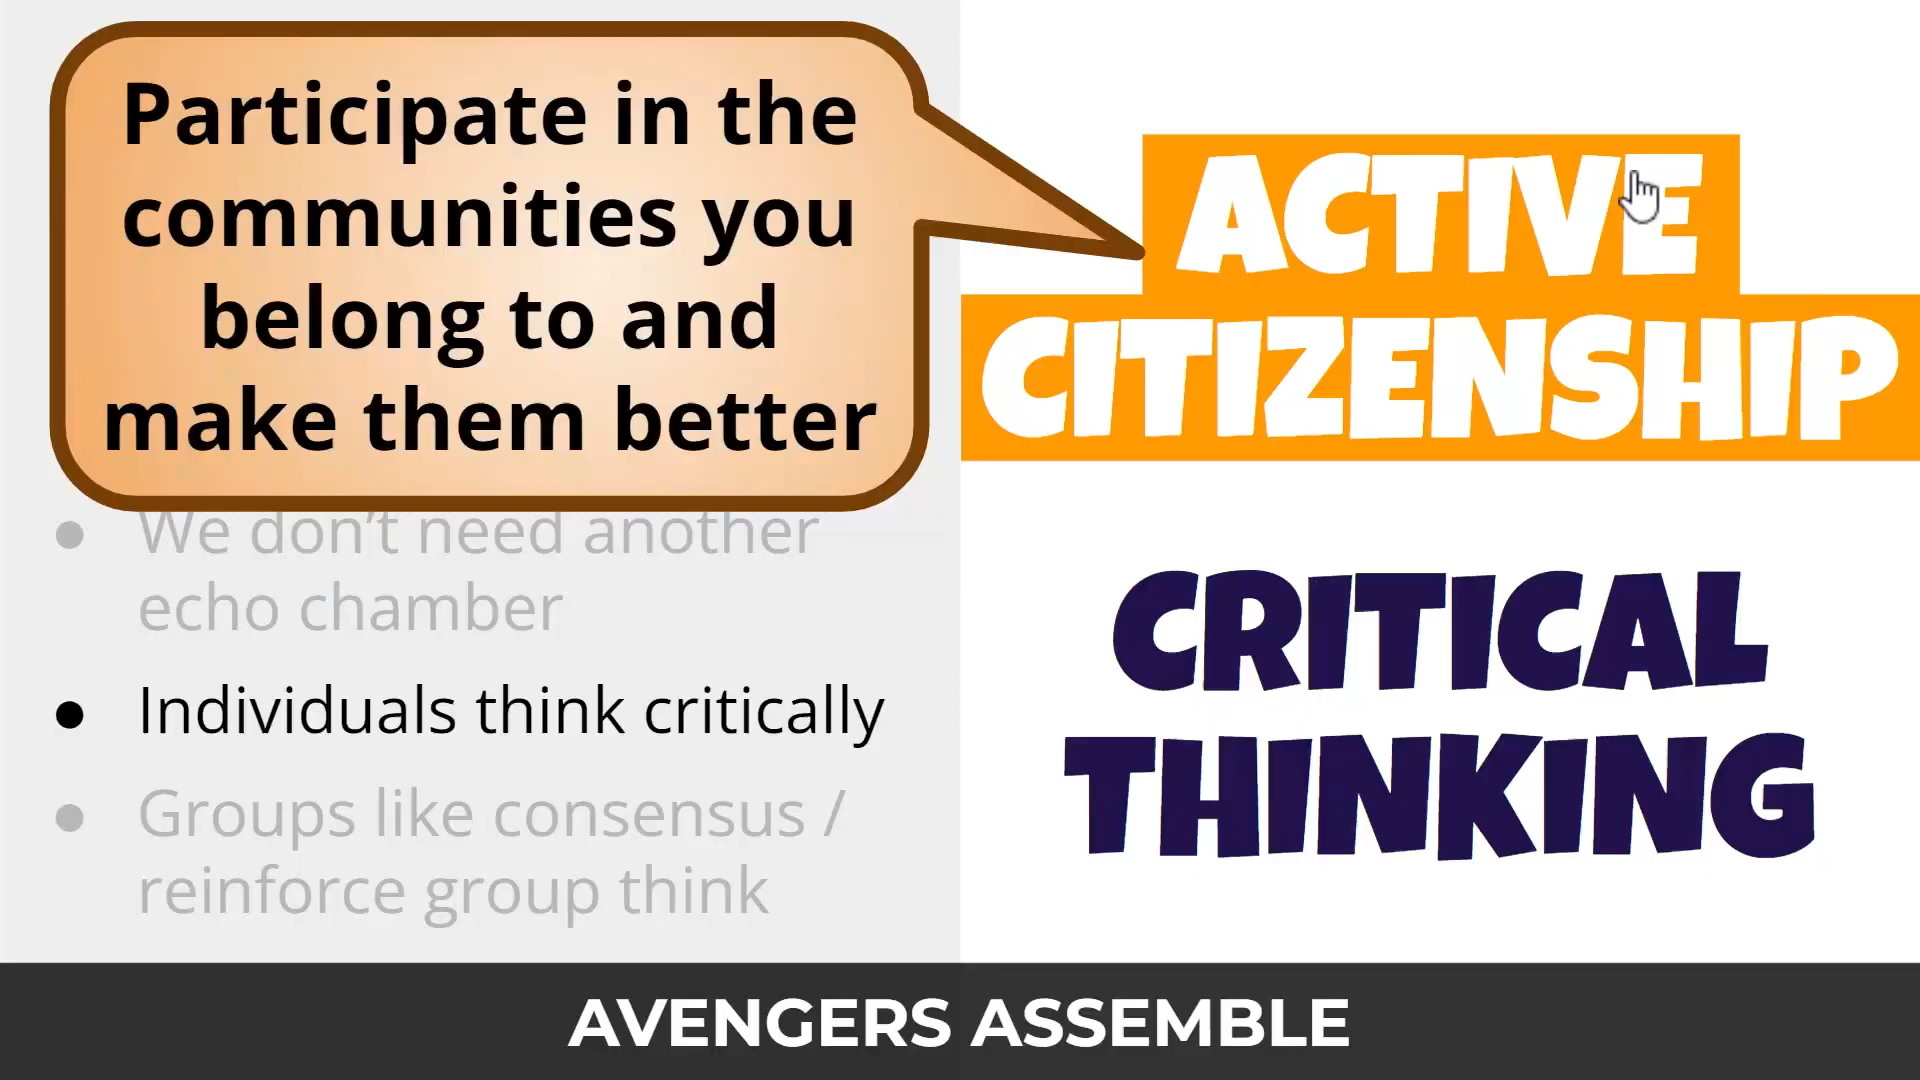 Participate in the
communities you
belong to and
make them better
● We don’t need another
echo chamber
● Individuals think critically
● Groups like consensus /
reinforce group think
ACTIVE
CITIZENSHIP
CRITICAL
THINKING
AVENGERS ASSEMBLE